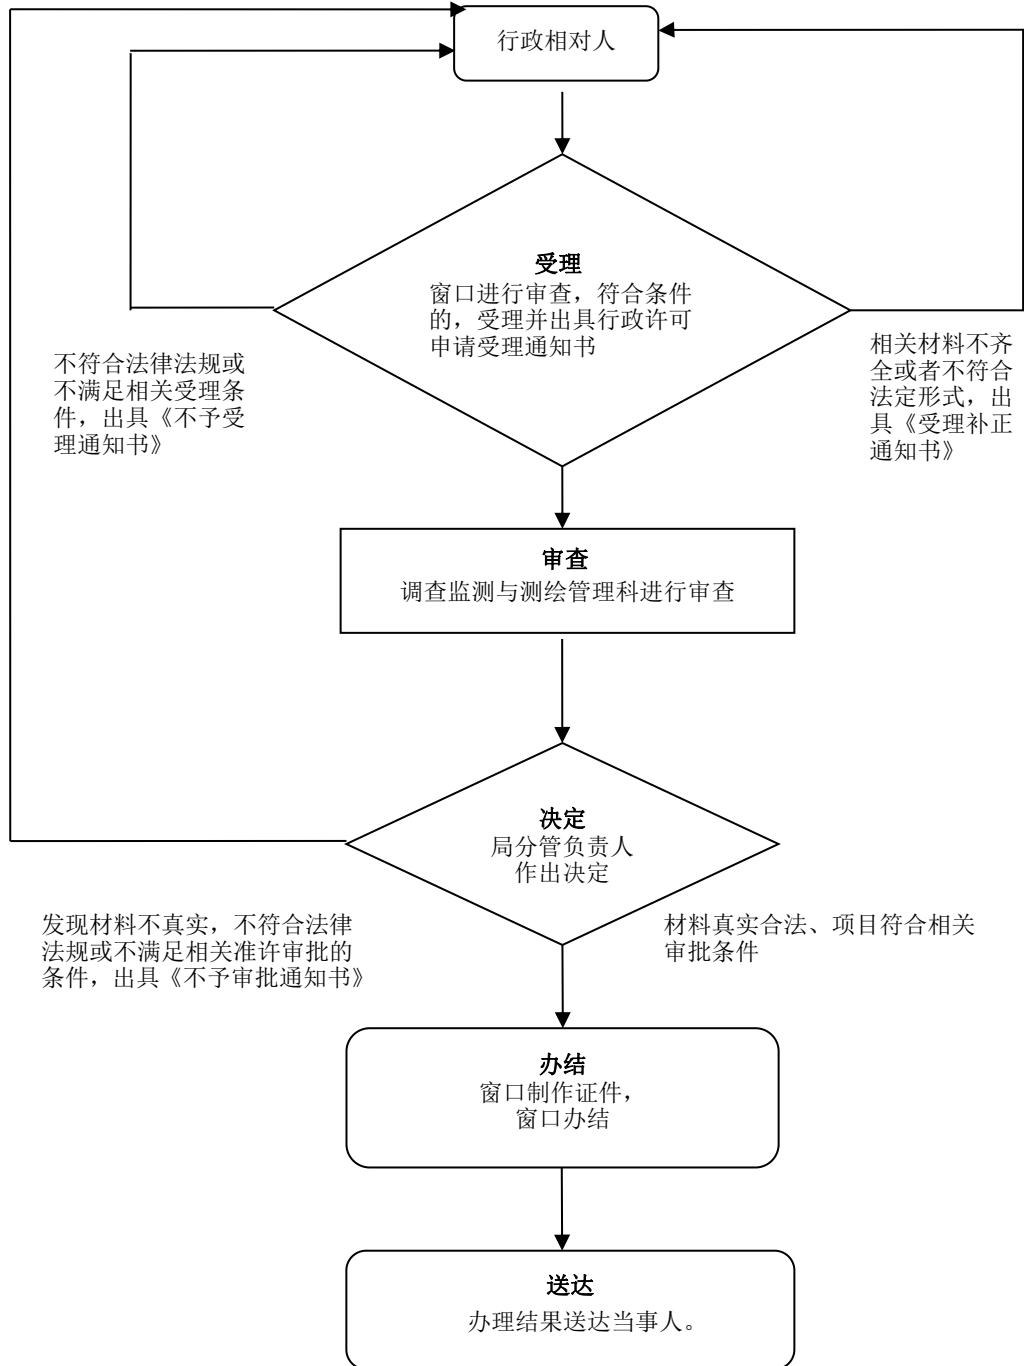 行政相对人
受理
窗口进行审查，符合条件
的，受理并出具行政许可
申请受理通知书
不符合法律法规或
不满足相关受理条
件，出具《不予受
理通知书》
相关材料不齐
全或者不符合
法定形式，出
具《受理补正
通知书》
审查
调查监测与测绘管理科进行审查
决定
局分管负责人
作出决定
发现材料不真实，不符合法律
法规或不满足相关准许审批的
条件，出具《不予审批通知书》
材料真实合法、项目符合相关
审批条件
办结
窗口制作证件，
窗口办结
送达
办理结果送达当事人。